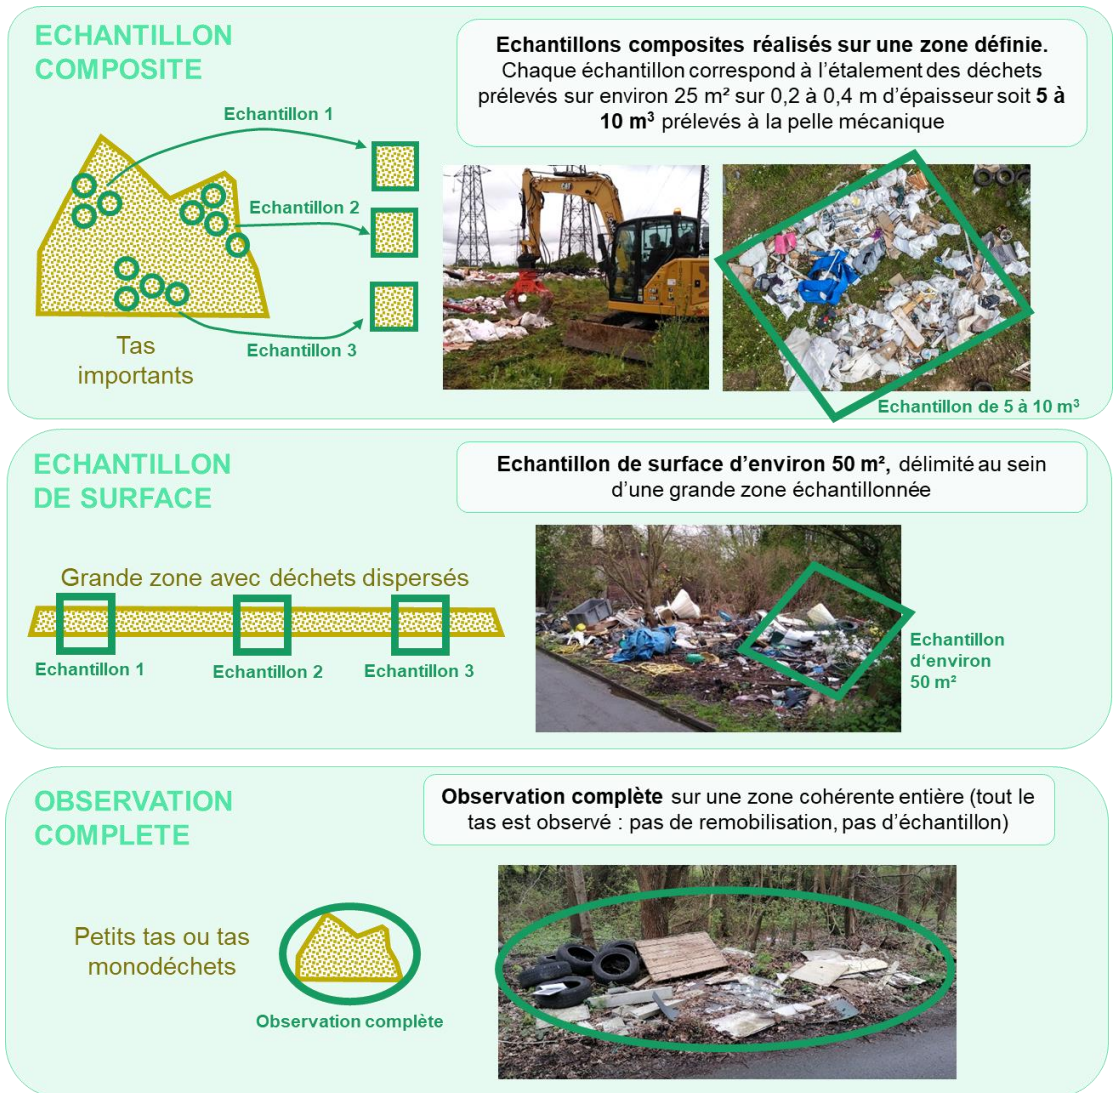 ECHANTILLON
COMPOSITE
Echantillons composites réalisés sur une zone définie.
Chaque échantillon correspond à l’étalement des déchets
prélevés sur environ 25 m² sur 0,2 à 0,4 m d’épaisseur soit 5 à
10 m³ prélevés à la pelle mécanique
Echantillon 1
Echantillon 2
Echantillon 3
Tas
importants
CAT
Echantillon de 5 à 10 m³
ECHANTILLON
DE SURFACE
Echantillon de surface d’environ 50 m², délimité au sein
d’une grande zone échantillonnée
Grande zone avec déchets dispersés
Echantillon 1
Echantillon 2
Echantillon 3
Echantillon
d‘environ
50 m²
OBSERVATION
COMPLETE
Observation complète sur une zone cohérente entière (tout le
tas est observé : pas de remobilisation, pas d’échantillon)
Petits tas ou tas
monodéchets
Observation complète